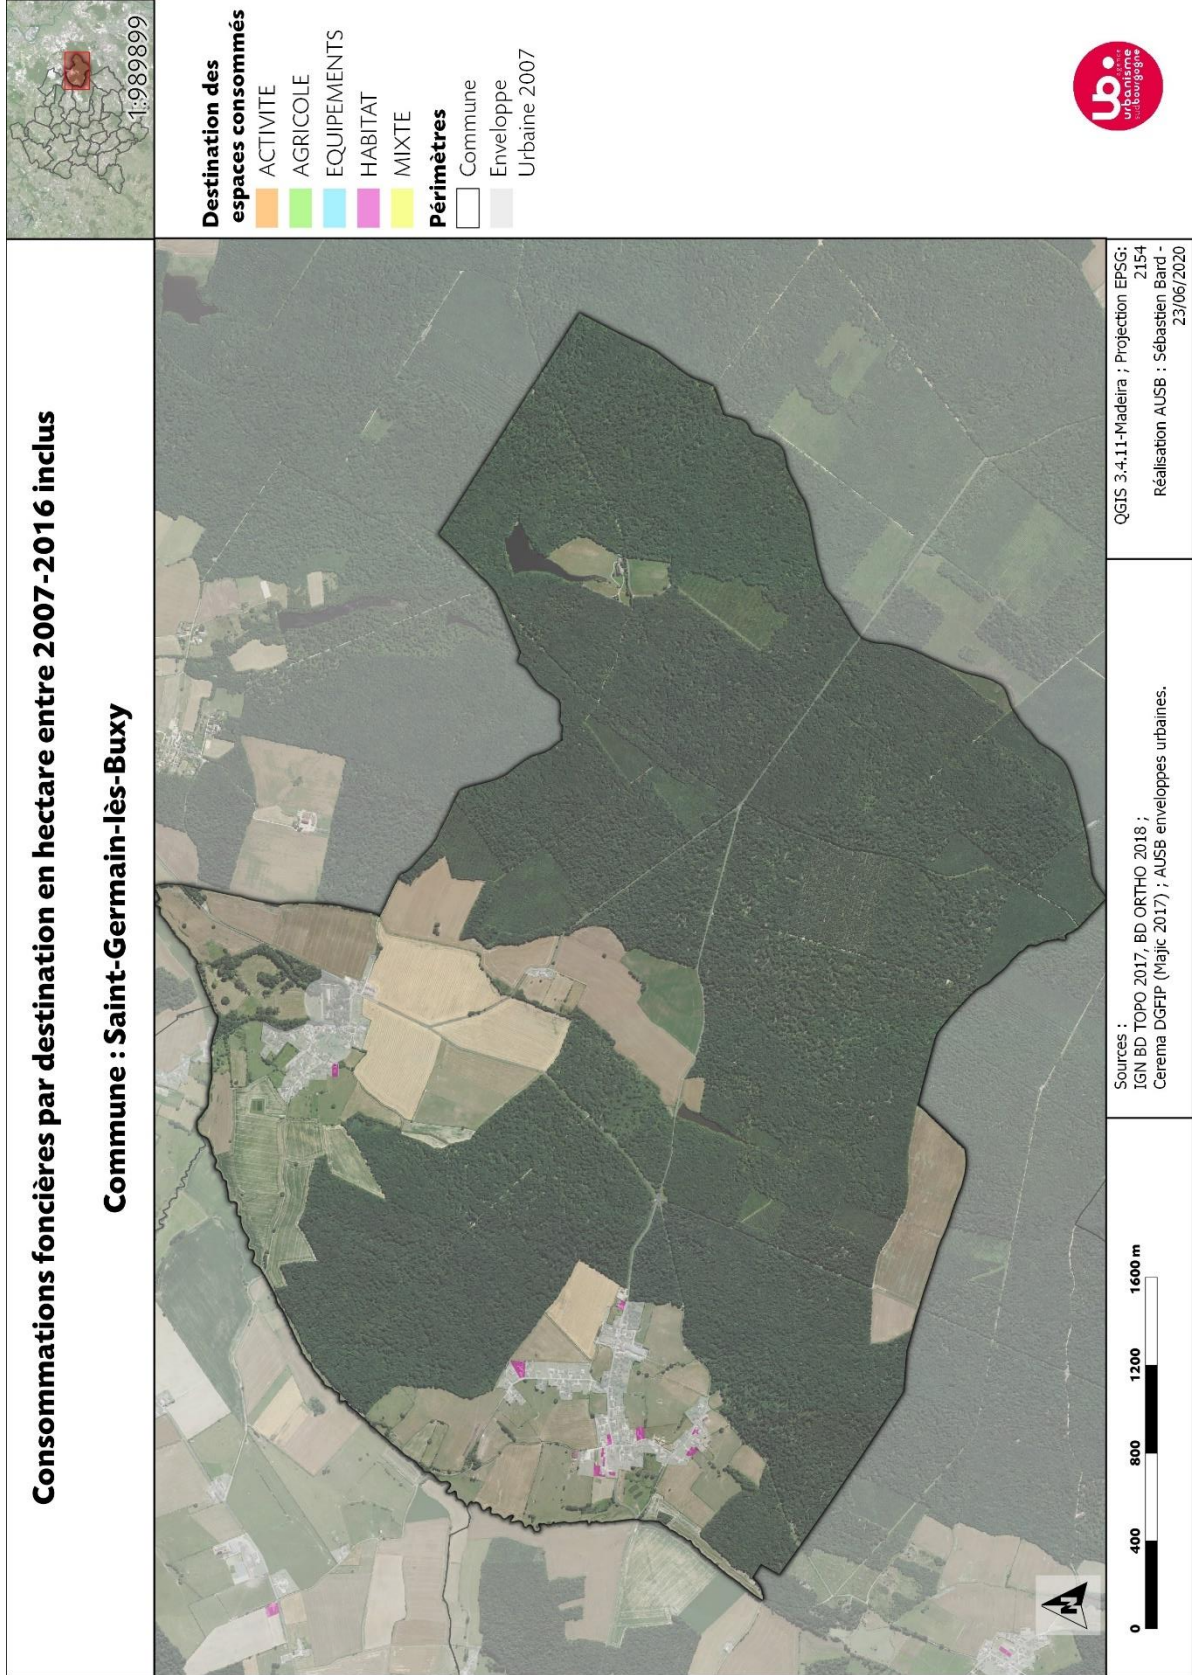 Consommations foncières par destination en hectare entre 2007-2016 inclus
Commune : Saint-Germain-lès-Buxy
1:989899
Destination des
espaces consommés
ACTIVITE
AGRICOLE
EQUIPEMENTS
HABITAT
MIXTE
Périmètres
Commune
Enveloppe
Urbaine 2007
ub.
agence
urbanisme
sudbourgogne
N
0 400 800 1200 1600 m
Sources :
IGN BD TOPO 2017, BD ORTHO 2018 ;
Cerema DGFIP (Majic 2017) ; AUSB enveloppes urbaines.
QGIS 3.4.11-Madeira ; Projection EPSG:
2154
Réalisation AUSB : Sébastien Bard -
23/06/2020